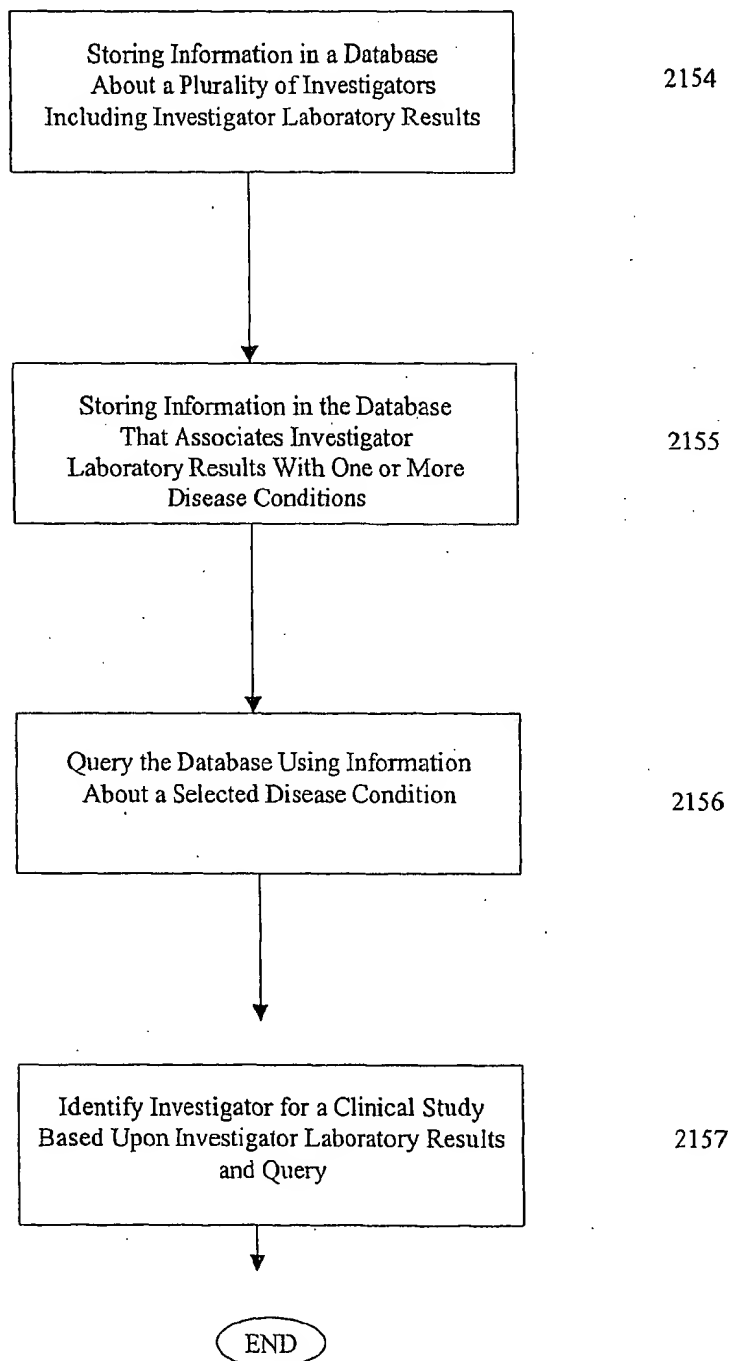 Storing Information in a Database
About a Plurality of Investigators
Including Investigator Laboratory Results
2154
Storing Information in the Database
That Associates Investigator
Laboratory Results With One or More
Disease Conditions
2155
Query the Database Using Information
About a Selected Disease Condition
2156
Identify Investigator for a Clinical Study
Based Upon Investigator Laboratory Results
and Query
2157
END